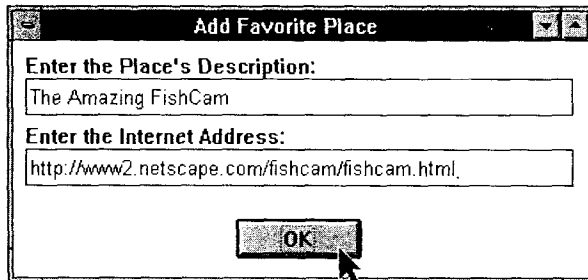 Add Favorite Place
Enter the Place's Description:
The Amazing FishCam
Enter the Internet Address:
http://www2.netscape.com/fishcam/fishcam.html
OK